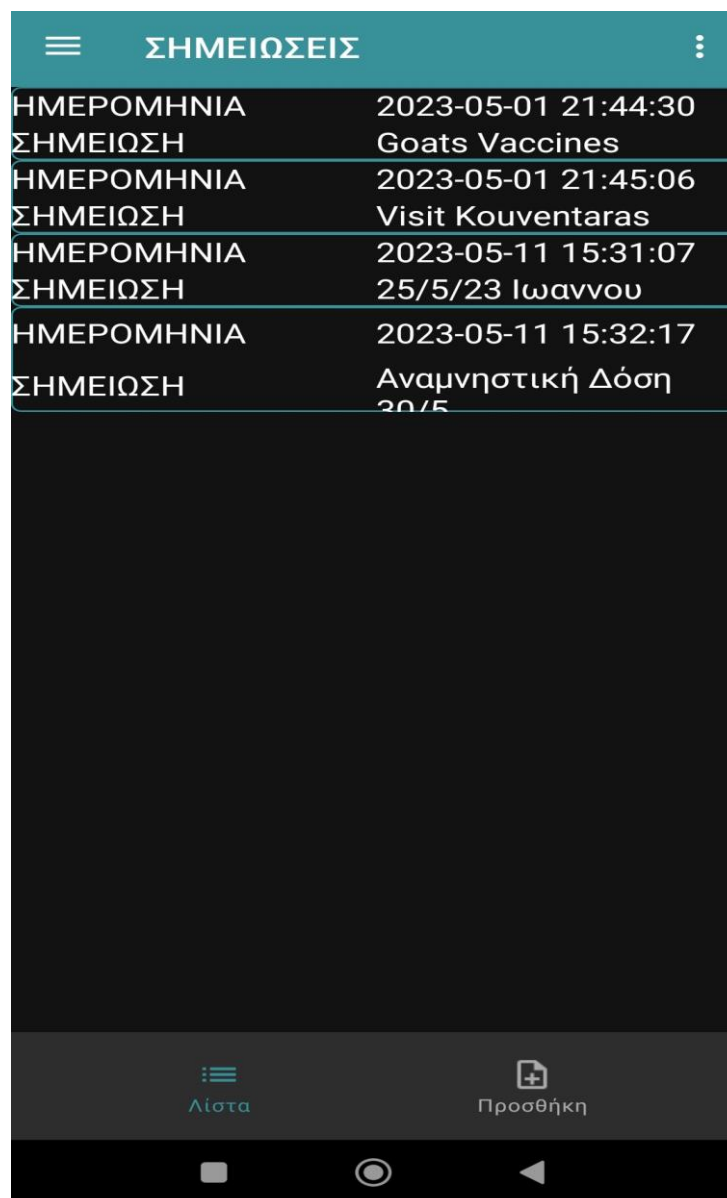 ΣΗΜΕΙΩΣΕΙΣ
ΗΜΕΡΟΜΗΝΙΑ 2023-05-01 21:44:30
ΣΗΜΕΙΩΣΗ Goats Vaccines
ΗΜΕΡΟΜΗΝΙΑ 2023-05-01 21:45:06
ΣΗΜΕΙΩΣΗ Visit Kouventaras
ΗΜΕΡΟΜΗΝΙΑ 2023-05-11 15:31:07
ΣΗΜΕΙΩΣΗ 25/5/23 Ιωαννου
ΗΜΕΡΟΜΗΝΙΑ 2023-05-11 15:32:17
ΣΗΜΕΙΩΣΗ Αναμνηστική Δόση
30/5
Λίστα Προσθήκη